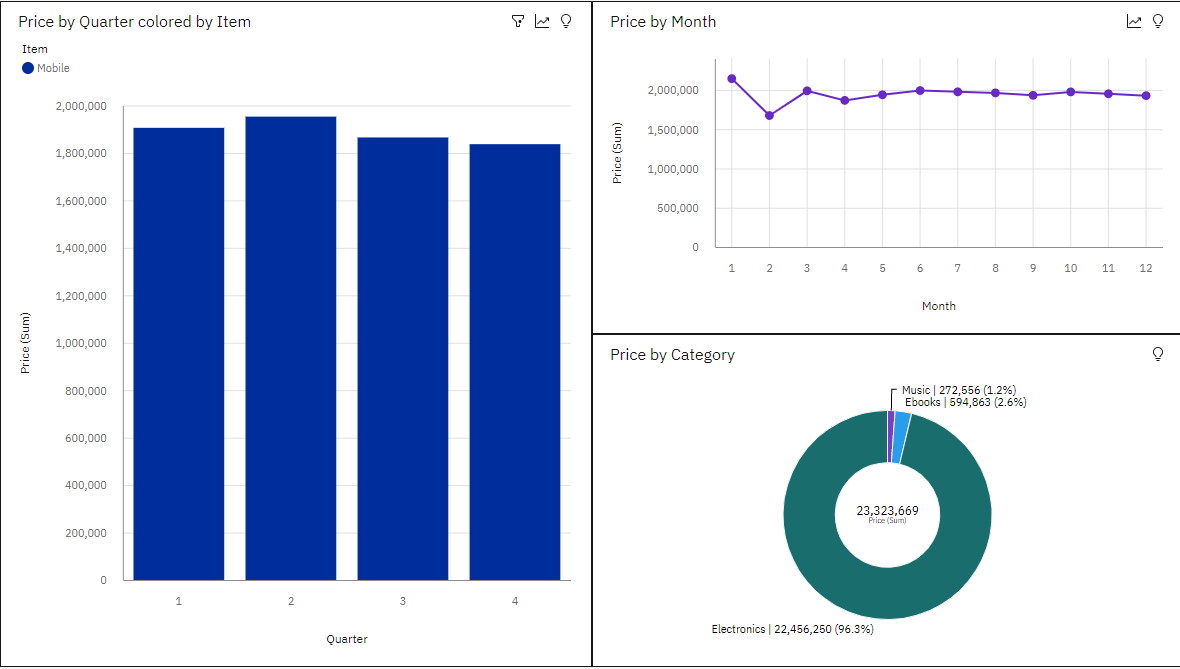 Price by Quarter colored by Item
Item
Mobile
2,000,000
1,800,000
1,600,000
1,400,000
1,200,000
1,000,000
800,000
600,000
400,000
200,000
0
Price (Sum)
1 2 3 4
Quarter
Price by Month
2,000,000
1,500,000
1,000,000
500,000
0
Price (Sum)
1 2 3 4 5 6 7 8 9 10 11 12
Month
Price by Category
Music | 272,556 (1.2%)
Ebooks | 594,863 (2.6%)
23,323,669
Price (Sum)
Electronics | 22,456,250 (96.3%)